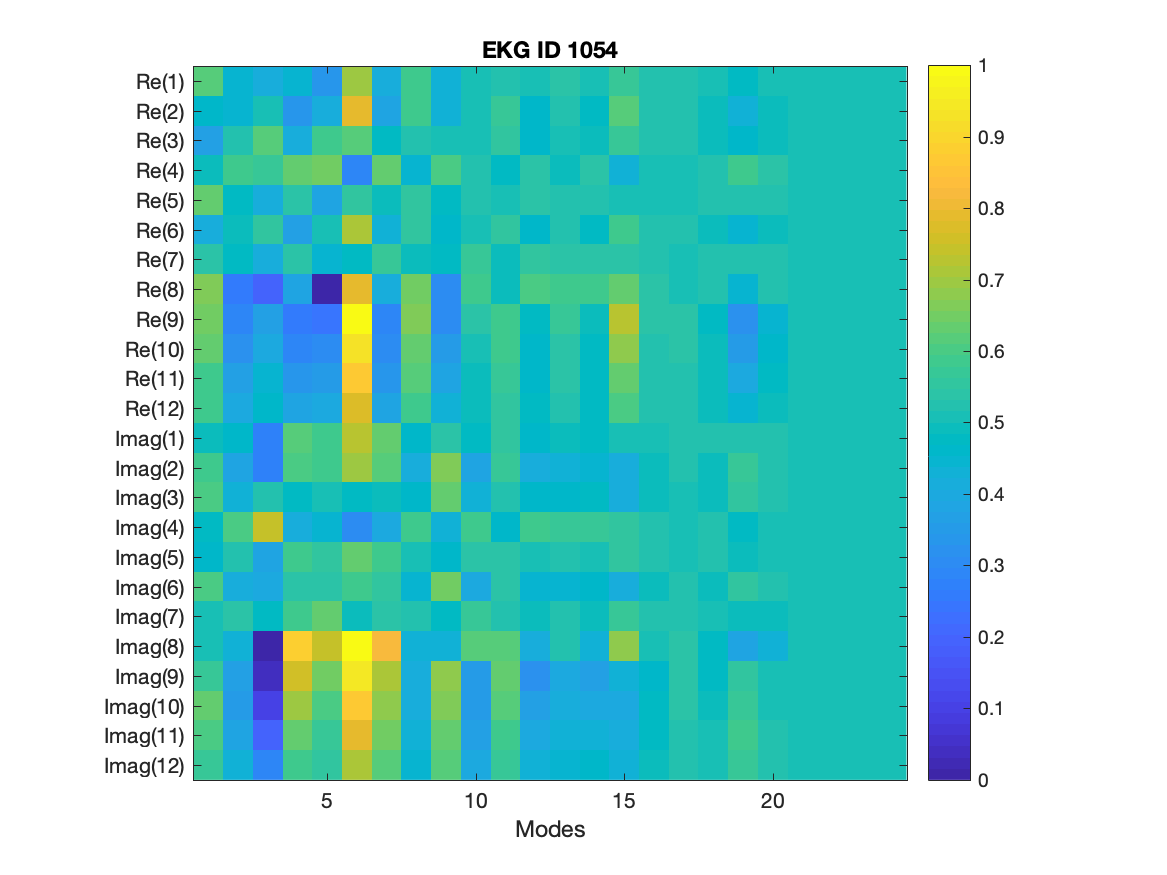 EKG ID 1054
Re(1)
Re(2)
Re(3)
Re(4)
Re(5)
Re(6)
Re(7)
Re(8)
Re(9)
Re(10)
Re(11)
Re(12)
Imag(1)
Imag(2)
Imag(3)
Imag(4)
Imag(5)
Imag(6)
Imag(7)
Imag(8)
Imag(9)
Imag(10)
Imag(11)
Imag(12)
5 10 15 20
Modes
1
0.9
0.8
0.7
0.6
0.5
0.4
0.3
0.2
0.1
0